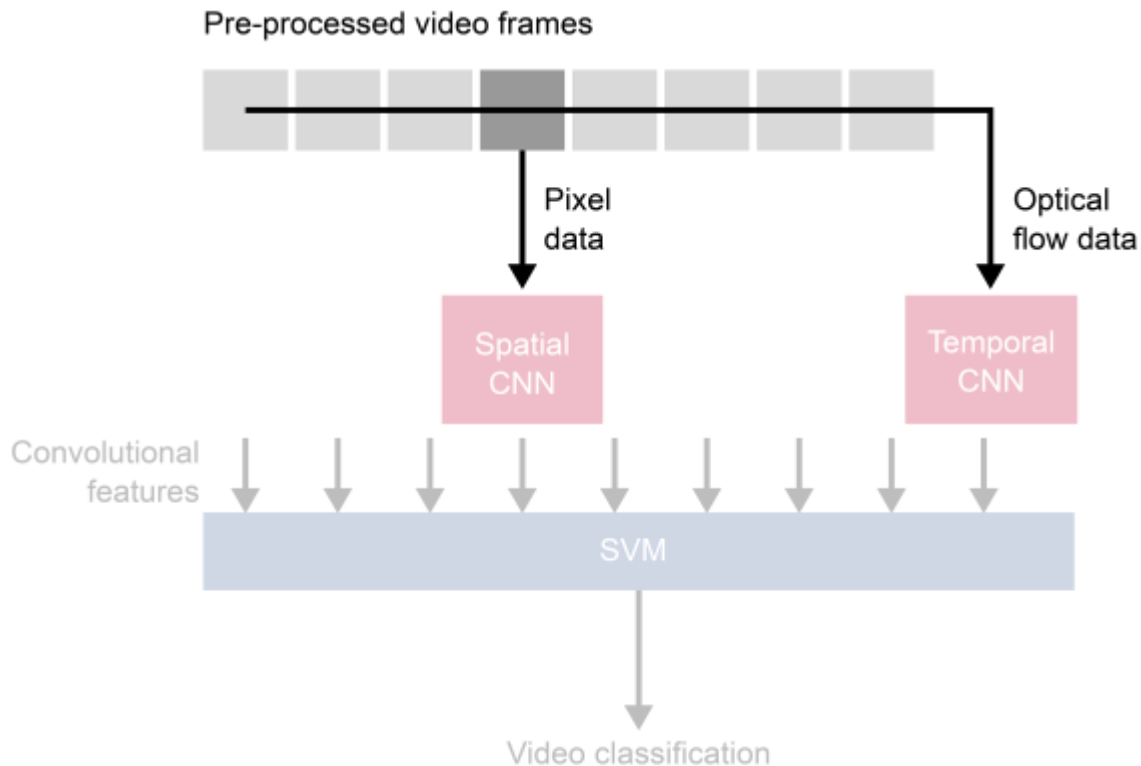 Pre-processed video frames
Pixel
data
Optical
flow data
Spatial
CNN
Temporal
CNN
Convolutional
features
SVM
Video classification